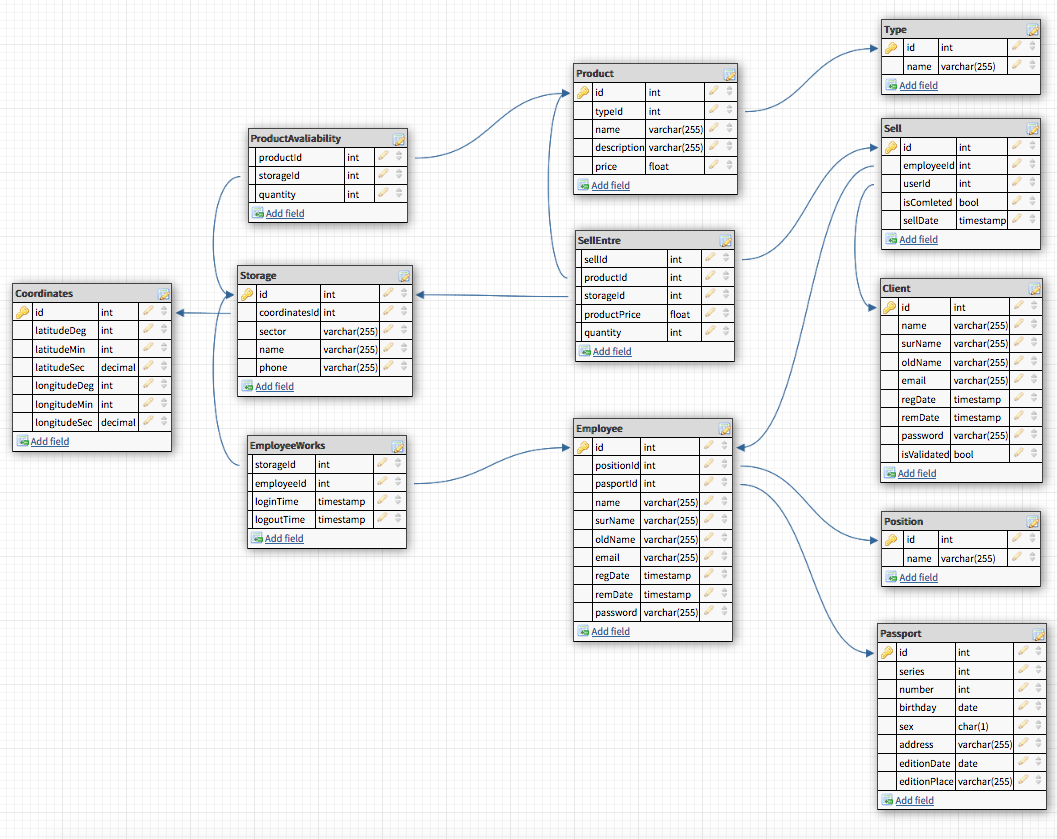 Type
id int
name varchar(255)
Add field
Product
id int
typeId int
name varchar(255)
description varchar(255)
price float
Add field
Sell
id int
employeeId int
userId int
isComleted bool
sellDate timestamp
Add field
ProductAvaliability
productId int
storageId int
quantity int
Add field
SellEntre
sellId int
productId int
storageId int
productPrice float
quantity int
Add field
Storage
id int
coordinatesId int
sector varchar(255)
name varchar(255)
phone varchar(255)
Add field
Coordinates
id int
latitudeDeg int
latitudeMin int
latitudeSec decimal
longitudeDeg int
longitudeMin int
longitudeSec decimal
Add field
Client
id int
name varchar(255)
surName varchar(255)
oldName varchar(255)
email varchar(255)
regDate timestamp
remDate timestamp
password varchar(255)
isValidated bool
Add field
EmployeeWorks
storageId int
employeeId int
loginTime timestamp
logoutTime timestamp
Add field
Employee
id int
positionId int
pasportId int
name varchar(255)
surName varchar(255)
oldName varchar(255)
email varchar(255)
regDate timestamp
remDate timestamp
password varchar(255)
Add field
Position
id int
name varchar(255)
Add field
Passport
id int
series int
number int
birthday date
sex char(1)
address varchar(255)
editionDate date
editionPlace varchar(255)
Add field